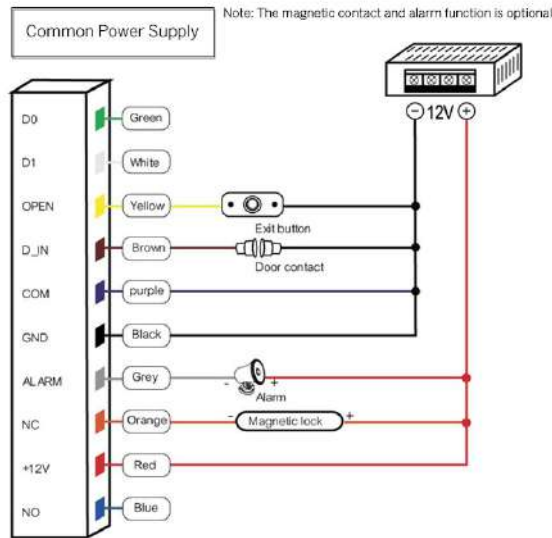 Common Power Supply
Note: The magnetic contact and alarm function is optional
12V
D0 Green
D1 White
OPEN Yellow
Exit button
D_IN Brown
Door contact
COM purple
GND Black
ALARM Grey - +
Alarm
NC Orange - Magnetic lock +
+12V Red
NO Blue